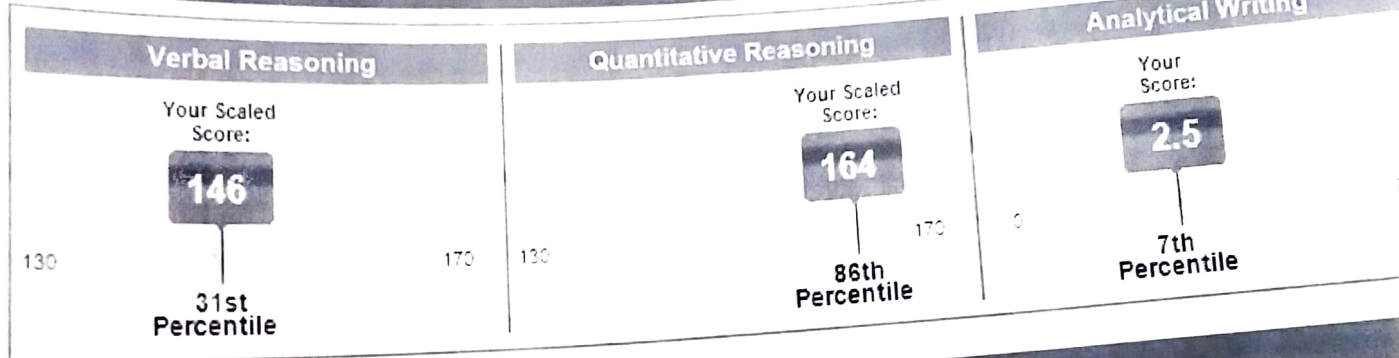 Verbal Reasoning
Your Scaled
Score:
146
130
170
31st
Percentile
Quantitative Reasoning
Your Scaled
Score:
164
130
170
86th
Percentile
Analytical Writing
Your
Score:
2.5
0
7th
Percentile